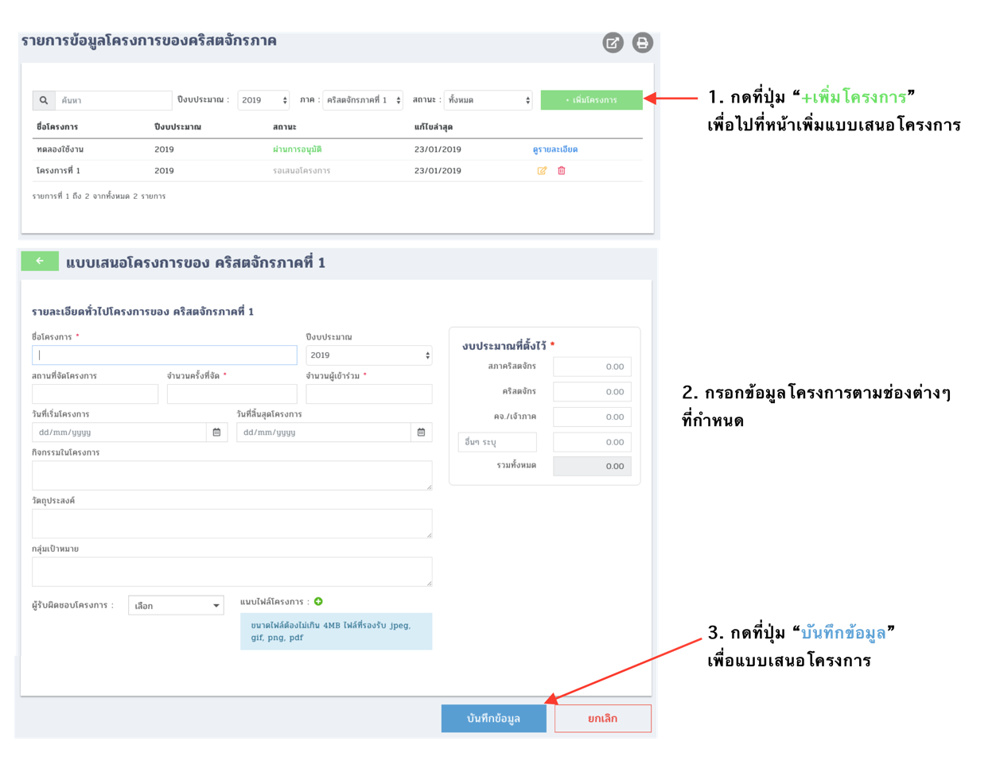 รายการข้อมูลโครงการของคริสตจักรภาค
ค้นหา ปีงบประมาณ : 2019 ภาค : คริสตจักรภาคที่ 1 สถานะ : ทั้งหมด + เพิ่มโครงการ
ชื่อโครงการ ปีงบประมาณ สถานะ แก้ไขล่าสุด
ทดลองใช้งาน 2019 ผ่านการอนุมัติ 23/01/2019 ดูรายละเอียด
โครงการที่ 1 2019 รอเสนอโครงการ 23/01/2019
รายการที่ 1 ถึง 2 จากทั้งหมด 2 รายการ
1. กดที่ปุ่ม “+เพิ่มโครงการ”
เพื่อไปที่หน้าเพิ่มแบบเสนอโครงการ
แบบเสนอโครงการของ คริสตจักรภาคที่ 1
รายละเอียดทั่วไปโครงการของ คริสตจักรภาคที่ 1
ชื่อโครงการ * ปีงบประมาณ
2019
สถานที่จัดโครงการ จำนวนครั้งที่จัด * จำนวนผู้เข้าร่วม *
วันที่เริ่มโครงการ วันที่สิ้นสุดโครงการ
dd/mm/yyyy dd/mm/yyyy
กิจกรรมในโครงการ
วัตถุประสงค์
กลุ่มเป้าหมาย
ผู้รับผิดชอบโครงการ : เลือก แนบไฟล์โครงการ :
ขนาดไฟล์ต้องไม่เกิน 4MB ไฟล์ที่รองรับ jpeg,
gif, png, pdf
งบประมาณที่ตั้งไว้ *
สภาคริสตจักร 0.00
คริสตจักร 0.00
คจ./เจ้าภาค 0.00
อื่นๆ ระบุ 0.00
รวมทั้งหมด 0.00
2. กรอกข้อมูลโครงการตามช่องต่างๆ
ที่กำหนด
3. กดที่ปุ่ม “บันทึกข้อมูล”
เพื่อแบบเสนอโครงการ
บันทึกข้อมูล ยกเลิก